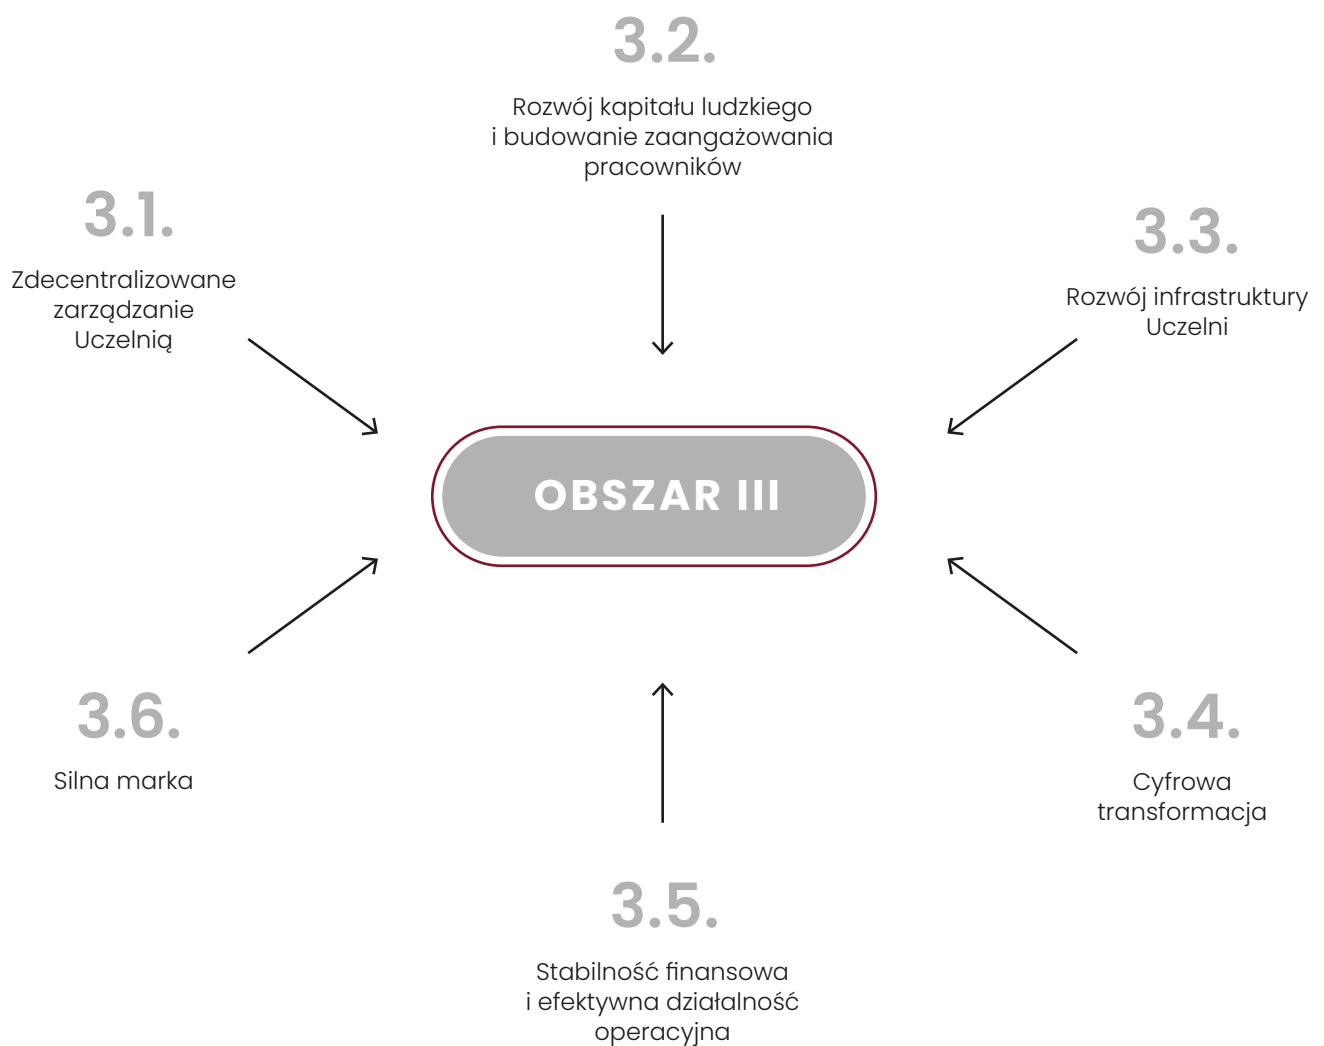 3.1.
Zdecentralizowane
zarządzanie
Uczelnią
3.2.
Rozwój kapitału ludzkiego
i budowanie zaangażowania
pracowników
3.3.
Rozwój infrastruktury
Uczelni
OBSZAR III
3.4.
Cyfrowa
transformacja
3.5.
Stabilność finansowa
i efektywna działalność
operacyjna
3.6.
Silna marka